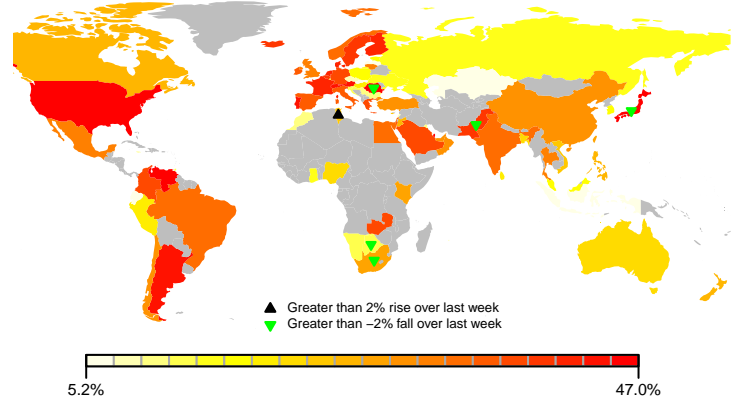 Greater than 2% rise over last week
Greater than −2% fall over last week
5.2%
47.0%